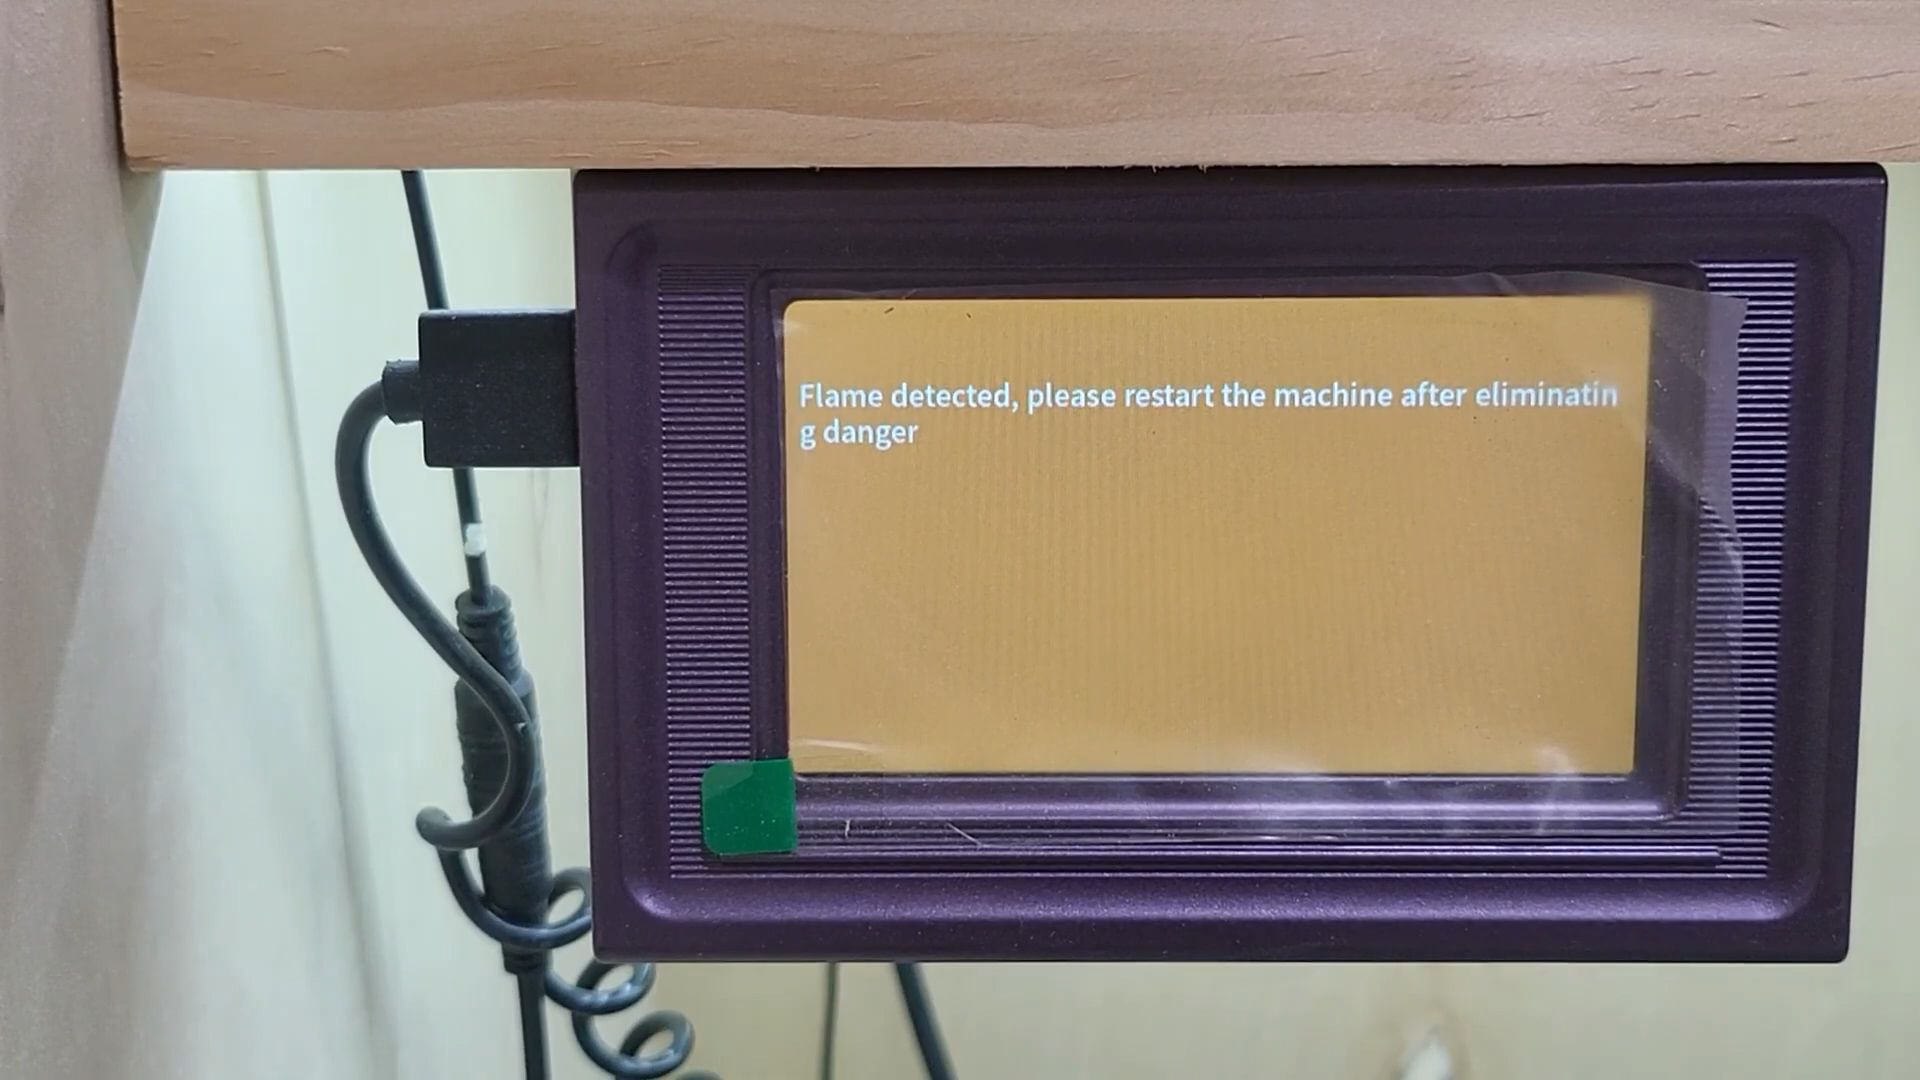 Flame detected, please restart the machine after eliminatin
g danger